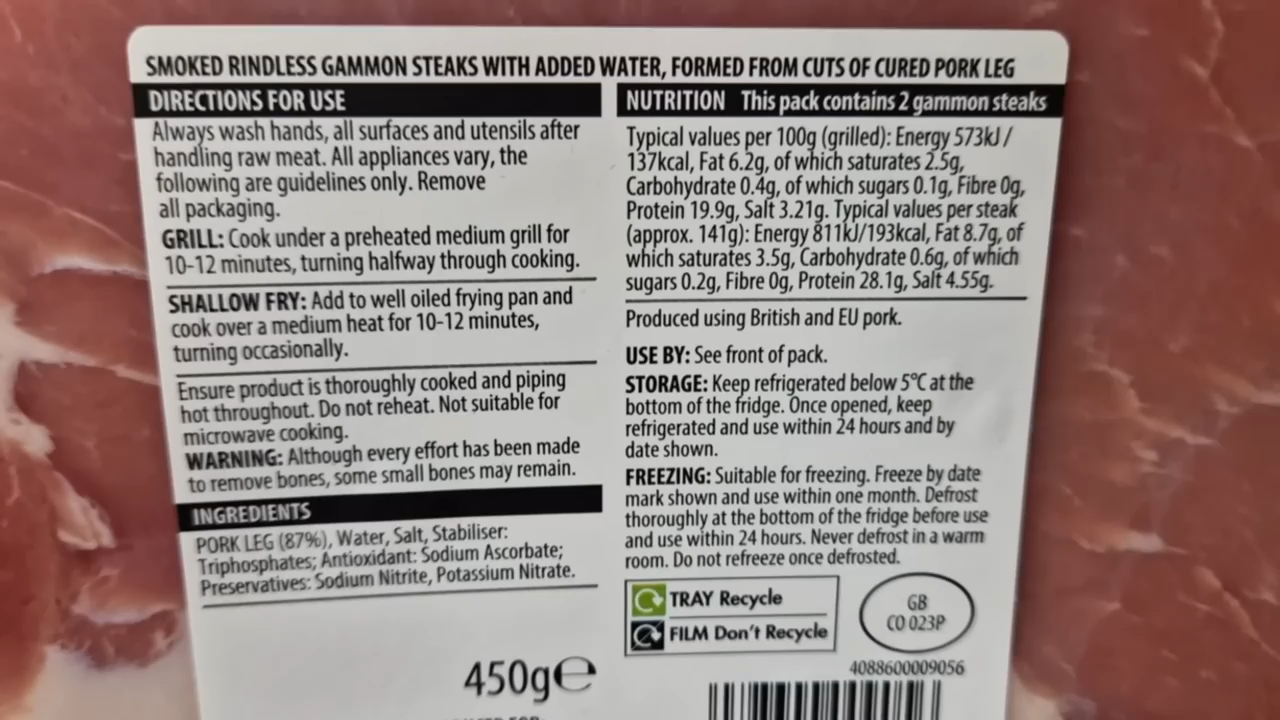 SMOKED RINDLESS GAMMON STEAKS WITH ADDED WATER, FORMED FROM CUTS OF CURED PORK LEG
DIRECTIONS FOR USE
Always wash hands, all surfaces and utensils after
handling raw meat. All appliances vary, the
following are guidelines only. Remove
all packaging.
GRILL: Cook under a preheated medium grill for
10-12 minutes, turning halfway through cooking.
SHALLOW FRY: Add to well oiled frying pan and
cook over a medium heat for 10-12 minutes,
turning occasionally.
Ensure product is thoroughly cooked and piping
hot throughout. Do not reheat. Not suitable for
microwave cooking.
WARNING: Although every effort has been made
to remove bones, some small bones may remain.
INGREDIENTS
PORK LEG (87%), Water, Salt, Stabiliser:
Triphosphates; Antioxidant: Sodium Ascorbate;
Preservatives: Sodium Nitrite, Potassium Nitrate.
450g℮
NUTRITION This pack contains 2 gammon steaks
Typical values per 100g (grilled): Energy 573kJ/
137kcal, Fat 6.2g, of which saturates 2.5g,
Carbohydrate 0.4g, of which sugars 0.1g, Fibre 0g,
Protein 19.9g, Salt 3.21g. Typical values per steak
(approx. 141g): Energy 811kJ/193kcal, Fat 8.7g, of
which saturates 3.5g, Carbohydrate 0.6g, of which
sugars 0.2g, Fibre 0g, Protein 28.1g, Salt 4.55g.
Produced using British and EU pork.
USE BY: See front of pack.
STORAGE: Keep refrigerated below 5°C at the
bottom of the fridge. Once opened, keep
refrigerated and use within 24 hours and by
date shown.
FREEZING: Suitable for freezing. Freeze by date
mark shown and use within one month. Defrost
thoroughly at the bottom of the fridge before use
and use within 24 hours. Never defrost in a warm
room. Do not refreeze once defrosted.
TRAY Recycle
FILM Don't Recycle
GB
CO 023P
4088600009056